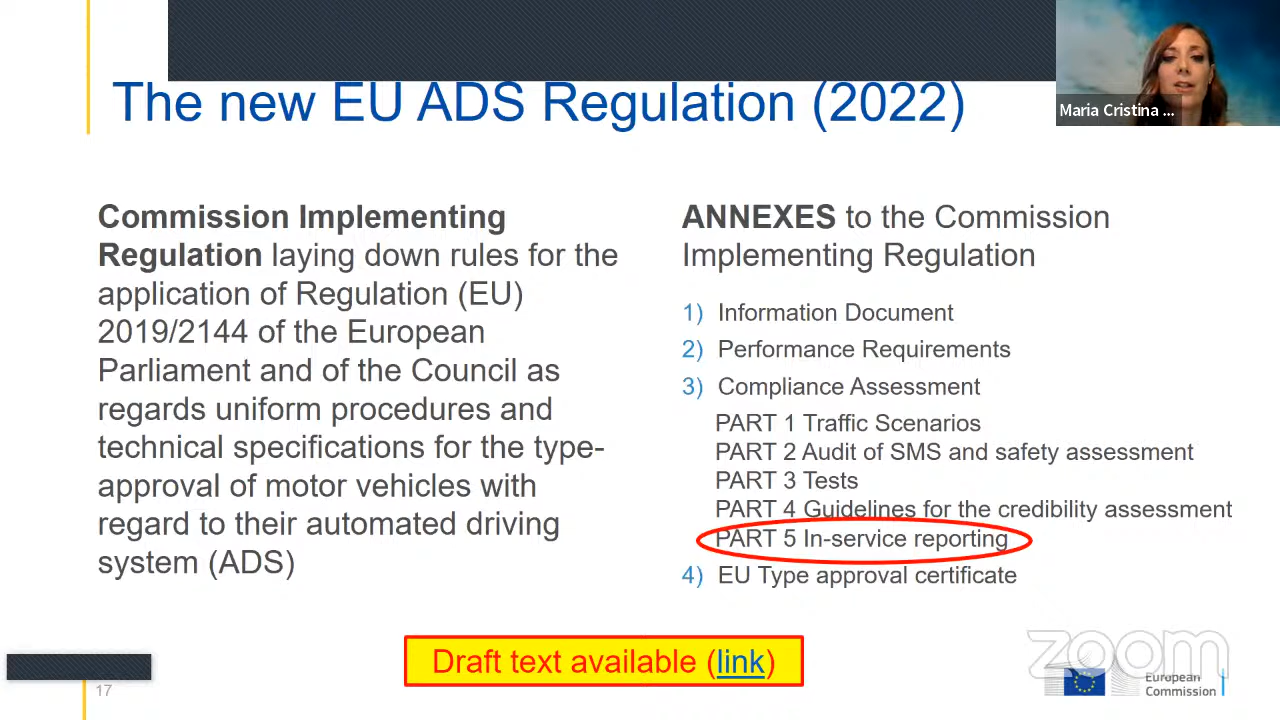 The new EU ADS Regulation (2022)
Maria Cristina ...
Commission Implementing
Regulation laying down rules for the
application of Regulation (EU)
2019/2144 of the European
Parliament and of the Council as
regards uniform procedures and
technical specifications for the type-
approval of motor vehicles with
regard to their automated driving
system (ADS)
ANNEXES to the Commission
Implementing Regulation
1) Information Document
2) Performance Requirements
3) Compliance Assessment
PART 1 Traffic Scenarios
PART 2 Audit of SMS and safety assessment
PART 3 Tests
PART 4 Guidelines for the credibility assessment
PART 5 In-service reporting
4) EU Type approval certificate
Draft text available (link)
zoom
European
Commission
17